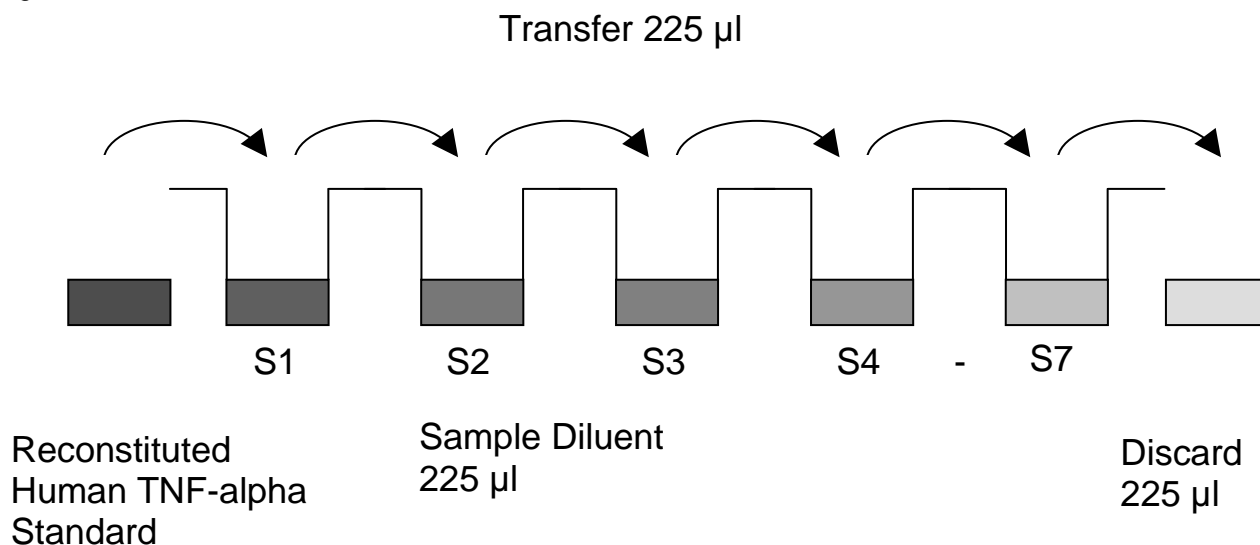 Transfer 225 µl
S1 S2 S3 S4 - S7
Reconstituted
Human TNF-alpha
Standard
Sample Diluent
225 µl
Discard
225 µl